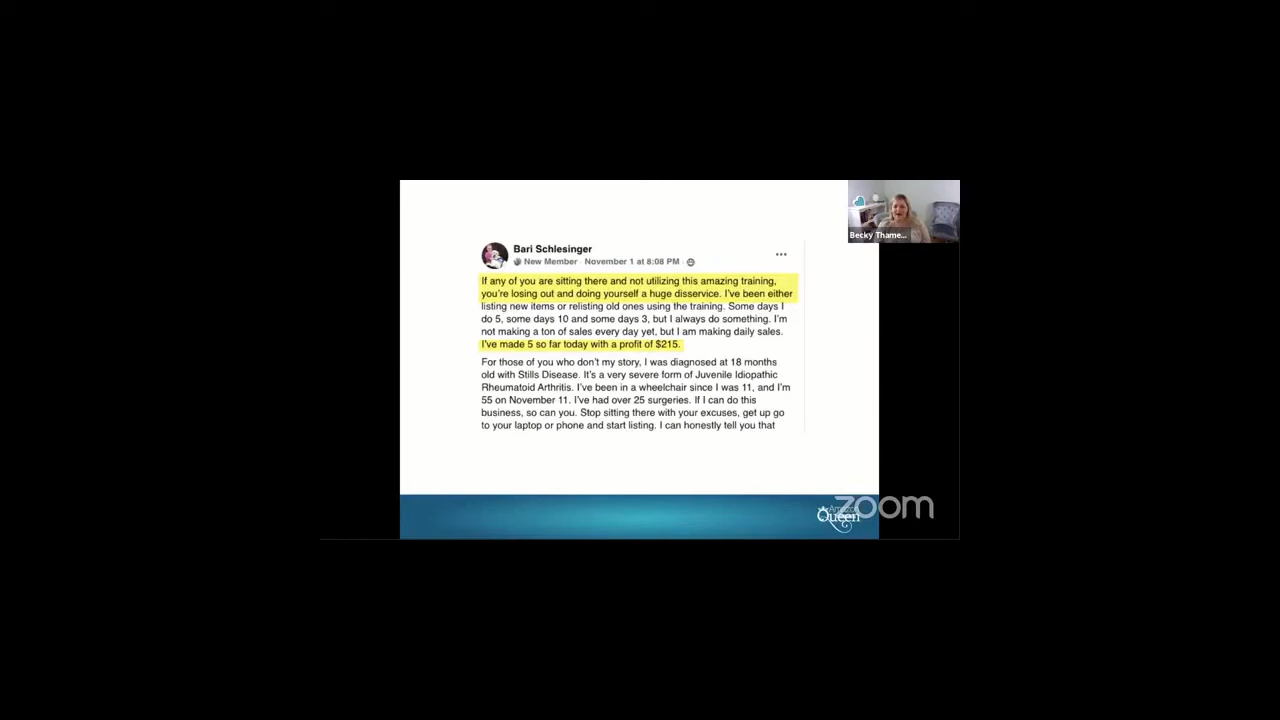 Becky Thame...
Bari Schlesinger
New Member · November 1 at 8:08 PM ·
If any of you are sitting there and not utilizing this amazing training,
you're losing out and doing yourself a huge disservice. I've been either
listing new items or relisting old ones using the training. Some days I
do 5, some days 10 and some days 3, but I always do something. I'm
not making a ton of sales every day yet, but I am making daily sales.
I've made 5 so far today with a profit of $215.
For those of you who don't my story, I was diagnosed at 18 months
old with Stills Disease. It's a very severe form of Juvenile Idiopathic
Rheumatoid Arthritis. I've been in a wheelchair since I was 11, and I'm
55 on November 11. I've had over 25 surgeries. If I can do this
business, so can you. Stop sitting there with your excuses, get up go
to your laptop or phone and start listing. I can honestly tell you that
Amazon
Queen
zoom